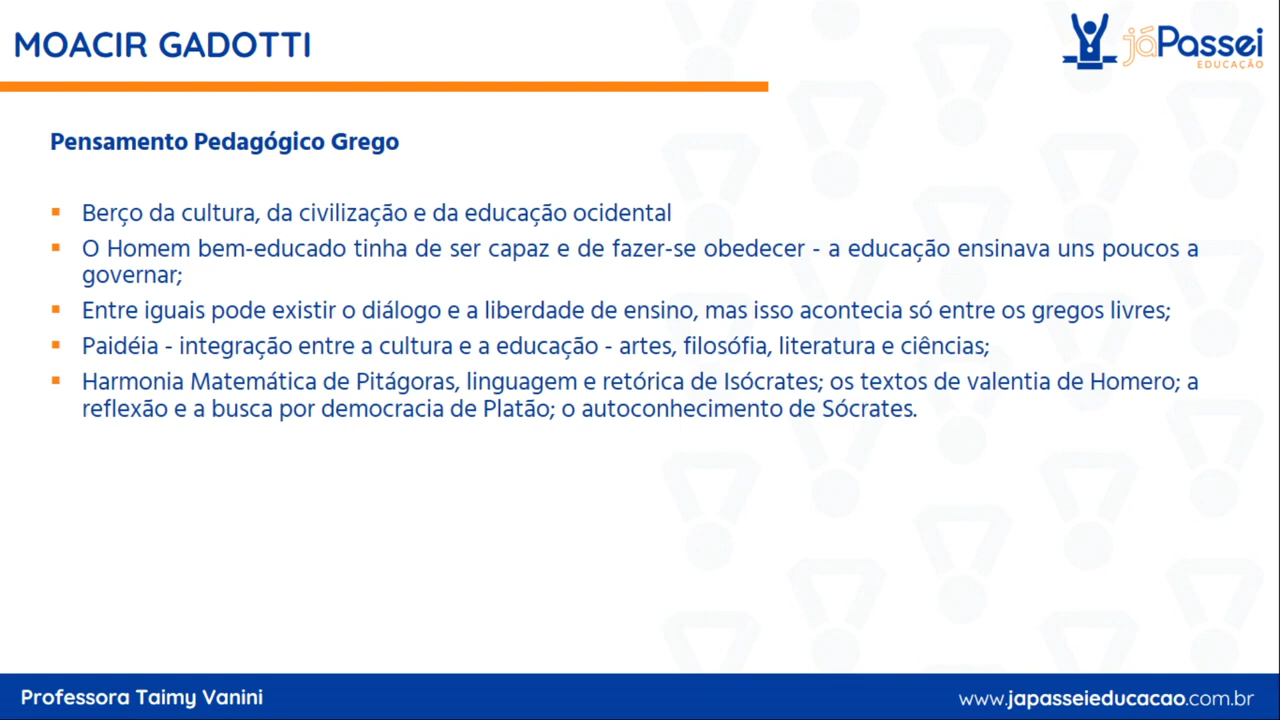 MOACIR GADOTTI
jáPassei
EDUCAÇÃO
Pensamento Pedagógico Grego
▪ Berço da cultura, da civilização e da educação ocidental
▪ O Homem bem-educado tinha de ser capaz e de fazer-se obedecer - a educação ensinava uns poucos a
governar;
▪ Entre iguais pode existir o diálogo e a liberdade de ensino, mas isso acontecia só entre os gregos livres;
▪ Paidéia - integração entre a cultura e a educação - artes, filosófia, literatura e ciências;
▪ Harmonia Matemática de Pitágoras, linguagem e retórica de Isócrates; os textos de valentia de Homero; a
reflexão e a busca por democracia de Platão; o autoconhecimento de Sócrates.
Professora Taimy Vanini
www.japasseieducacao.com.br